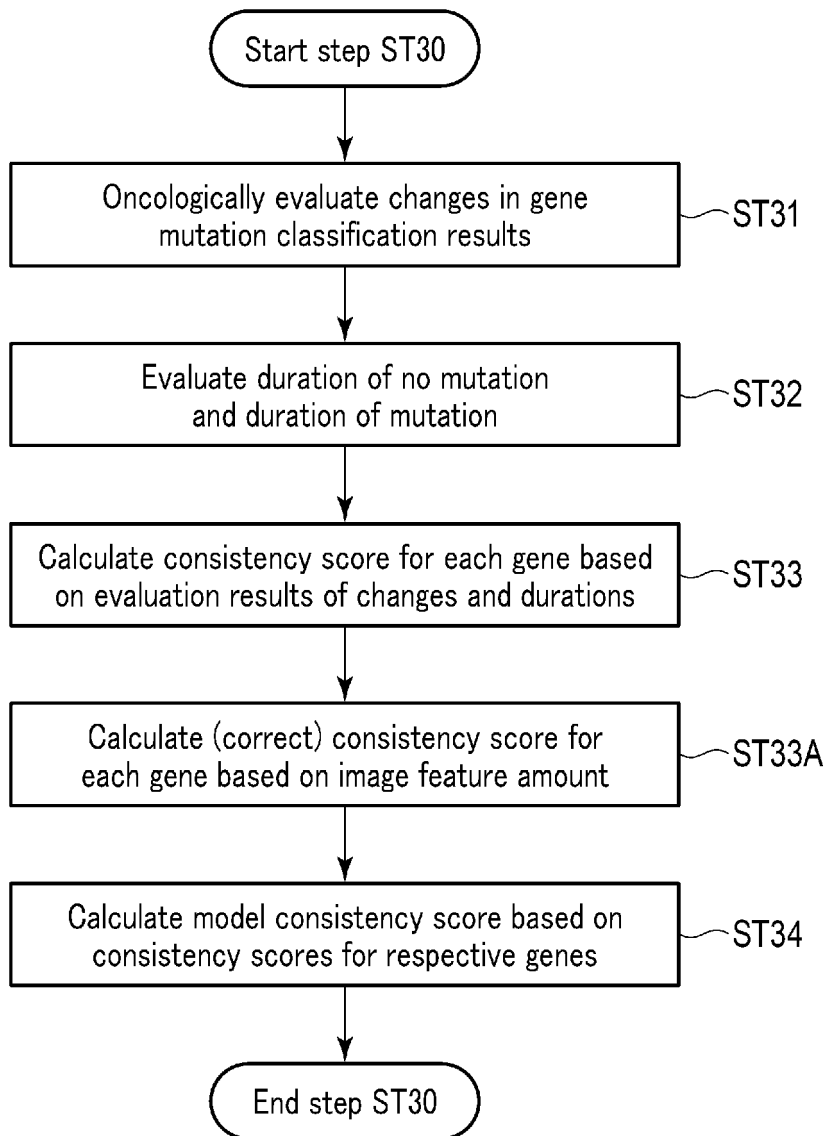 Start step ST30
Oncologically evaluate changes in gene
mutation classification results
ST31
Evaluate duration of no mutation
and duration of mutation
ST32
Calculate consistency score for each gene based
on evaluation results of changes and durations
ST33
Calculate (correct) consistency score for
each gene based on image feature amount
ST33A
Calculate model consistency score based on
consistency scores for respective genes
ST34
End step ST30